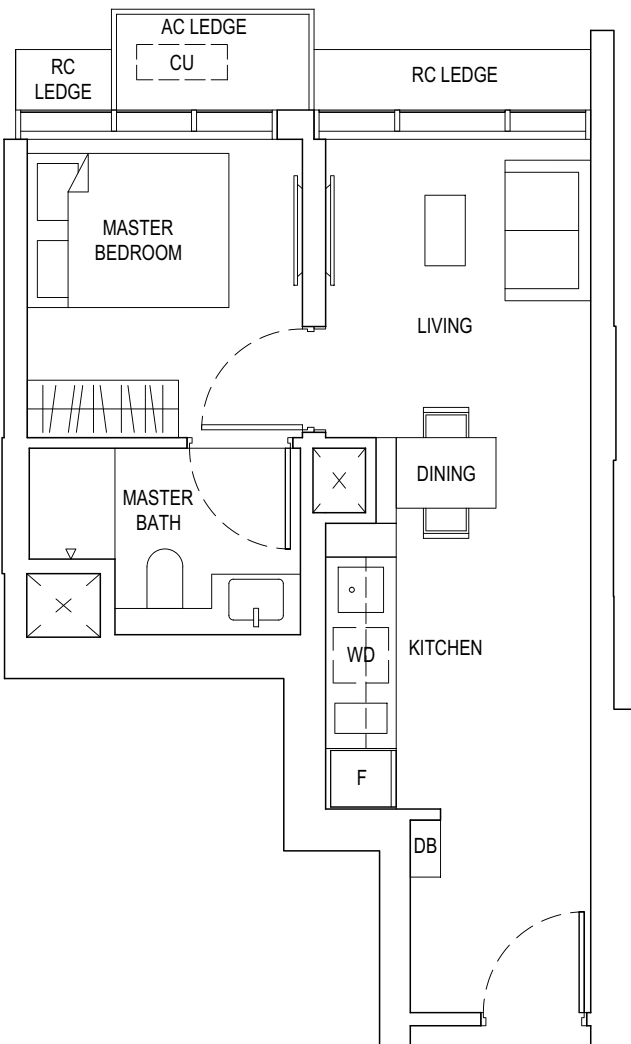 AC LEDGE
CU
RC
LEDGE
RC LEDGE
MASTER
BEDROOM
LIVING
DINING
MASTER
BATH
WD
KITCHEN
F
DB